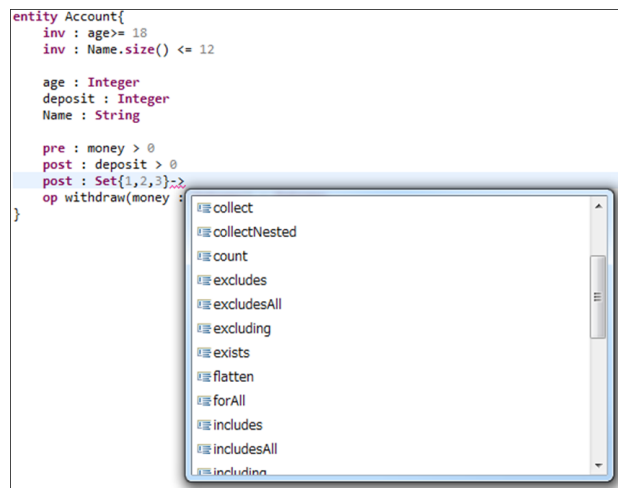 entity Account{
inv : age>= 18
inv : Name.size() <= 12
age : Integer
deposit : Integer
Name : String
pre : money > 0
post : deposit > 0
post : Set{1,2,3}->
op withdraw(money :
}
collect
collectNested
count
excludes
excludesAll
excluding
exists
flatten
forAll
includes
includesAll
including